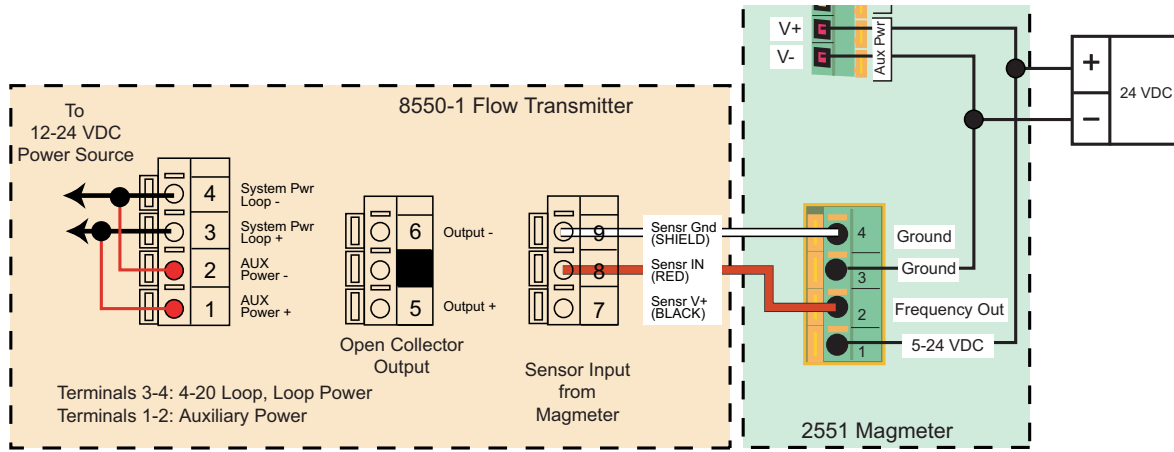 V+
V-
Aux Pwr
+
−
24 VDC
8550-1 Flow Transmitter
To
12-24 VDC
Power Source
4
System Pwr
Loop -
3
System Pwr
Loop +
2
AUX
Power -
1
AUX
Power +
6
Output -
5
Output +
Open Collector
Output
9
8
7
Sensr Gnd
(SHIELD)
Sensr IN
(RED)
Sensr V+
(BLACK)
Sensor Input
from
Magmeter
4
Ground
3
Ground
2
Frequency Out
1
5-24 VDC
Terminals 3-4: 4-20 Loop, Loop Power
Terminals 1-2: Auxiliary Power
2551 Magmeter